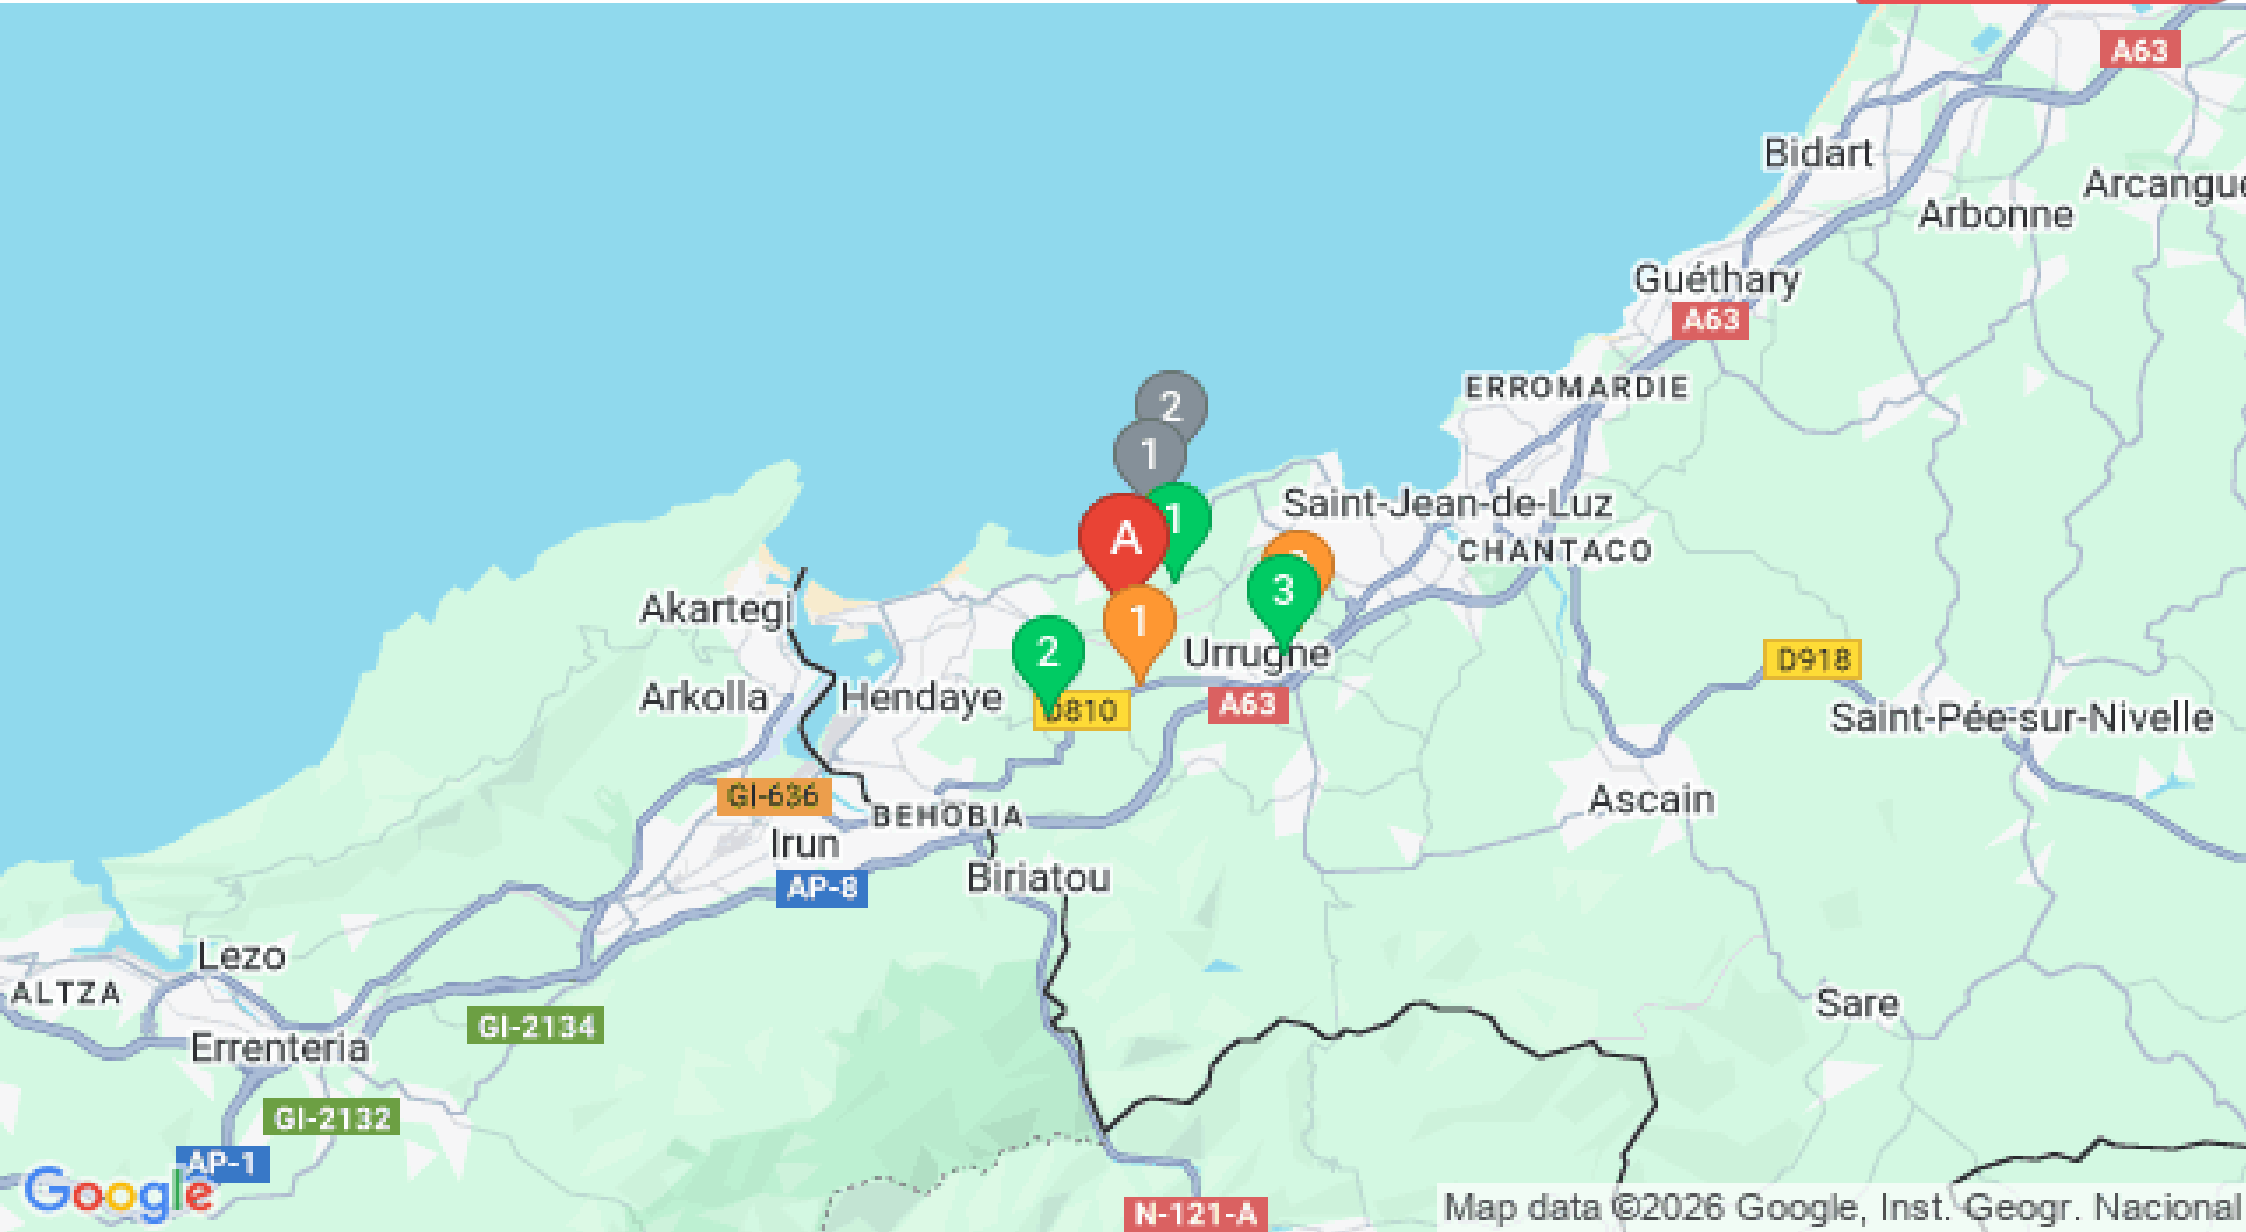 A63
Bidart
Arcangue
Arbonne
Guéthary
A63
ERROMARDIE
2
1
Saint-Jean-de-Luz
1
A
CHANTACO
3
Akartegi
1
2
Urrugne
D918
Arkolla
Hendaye
D810
A63
Saint-Pée-sur-Nivelle
GI-636
BEHOBIA
Ascain
Irun
AP-8
Biriatou
Lezo
ALTZA
Sare
GI-2134
Errenteria
GI-2132
AP-1
Google
N-121-A
Map data ©2026 Google, Inst. Geogr. Nacional